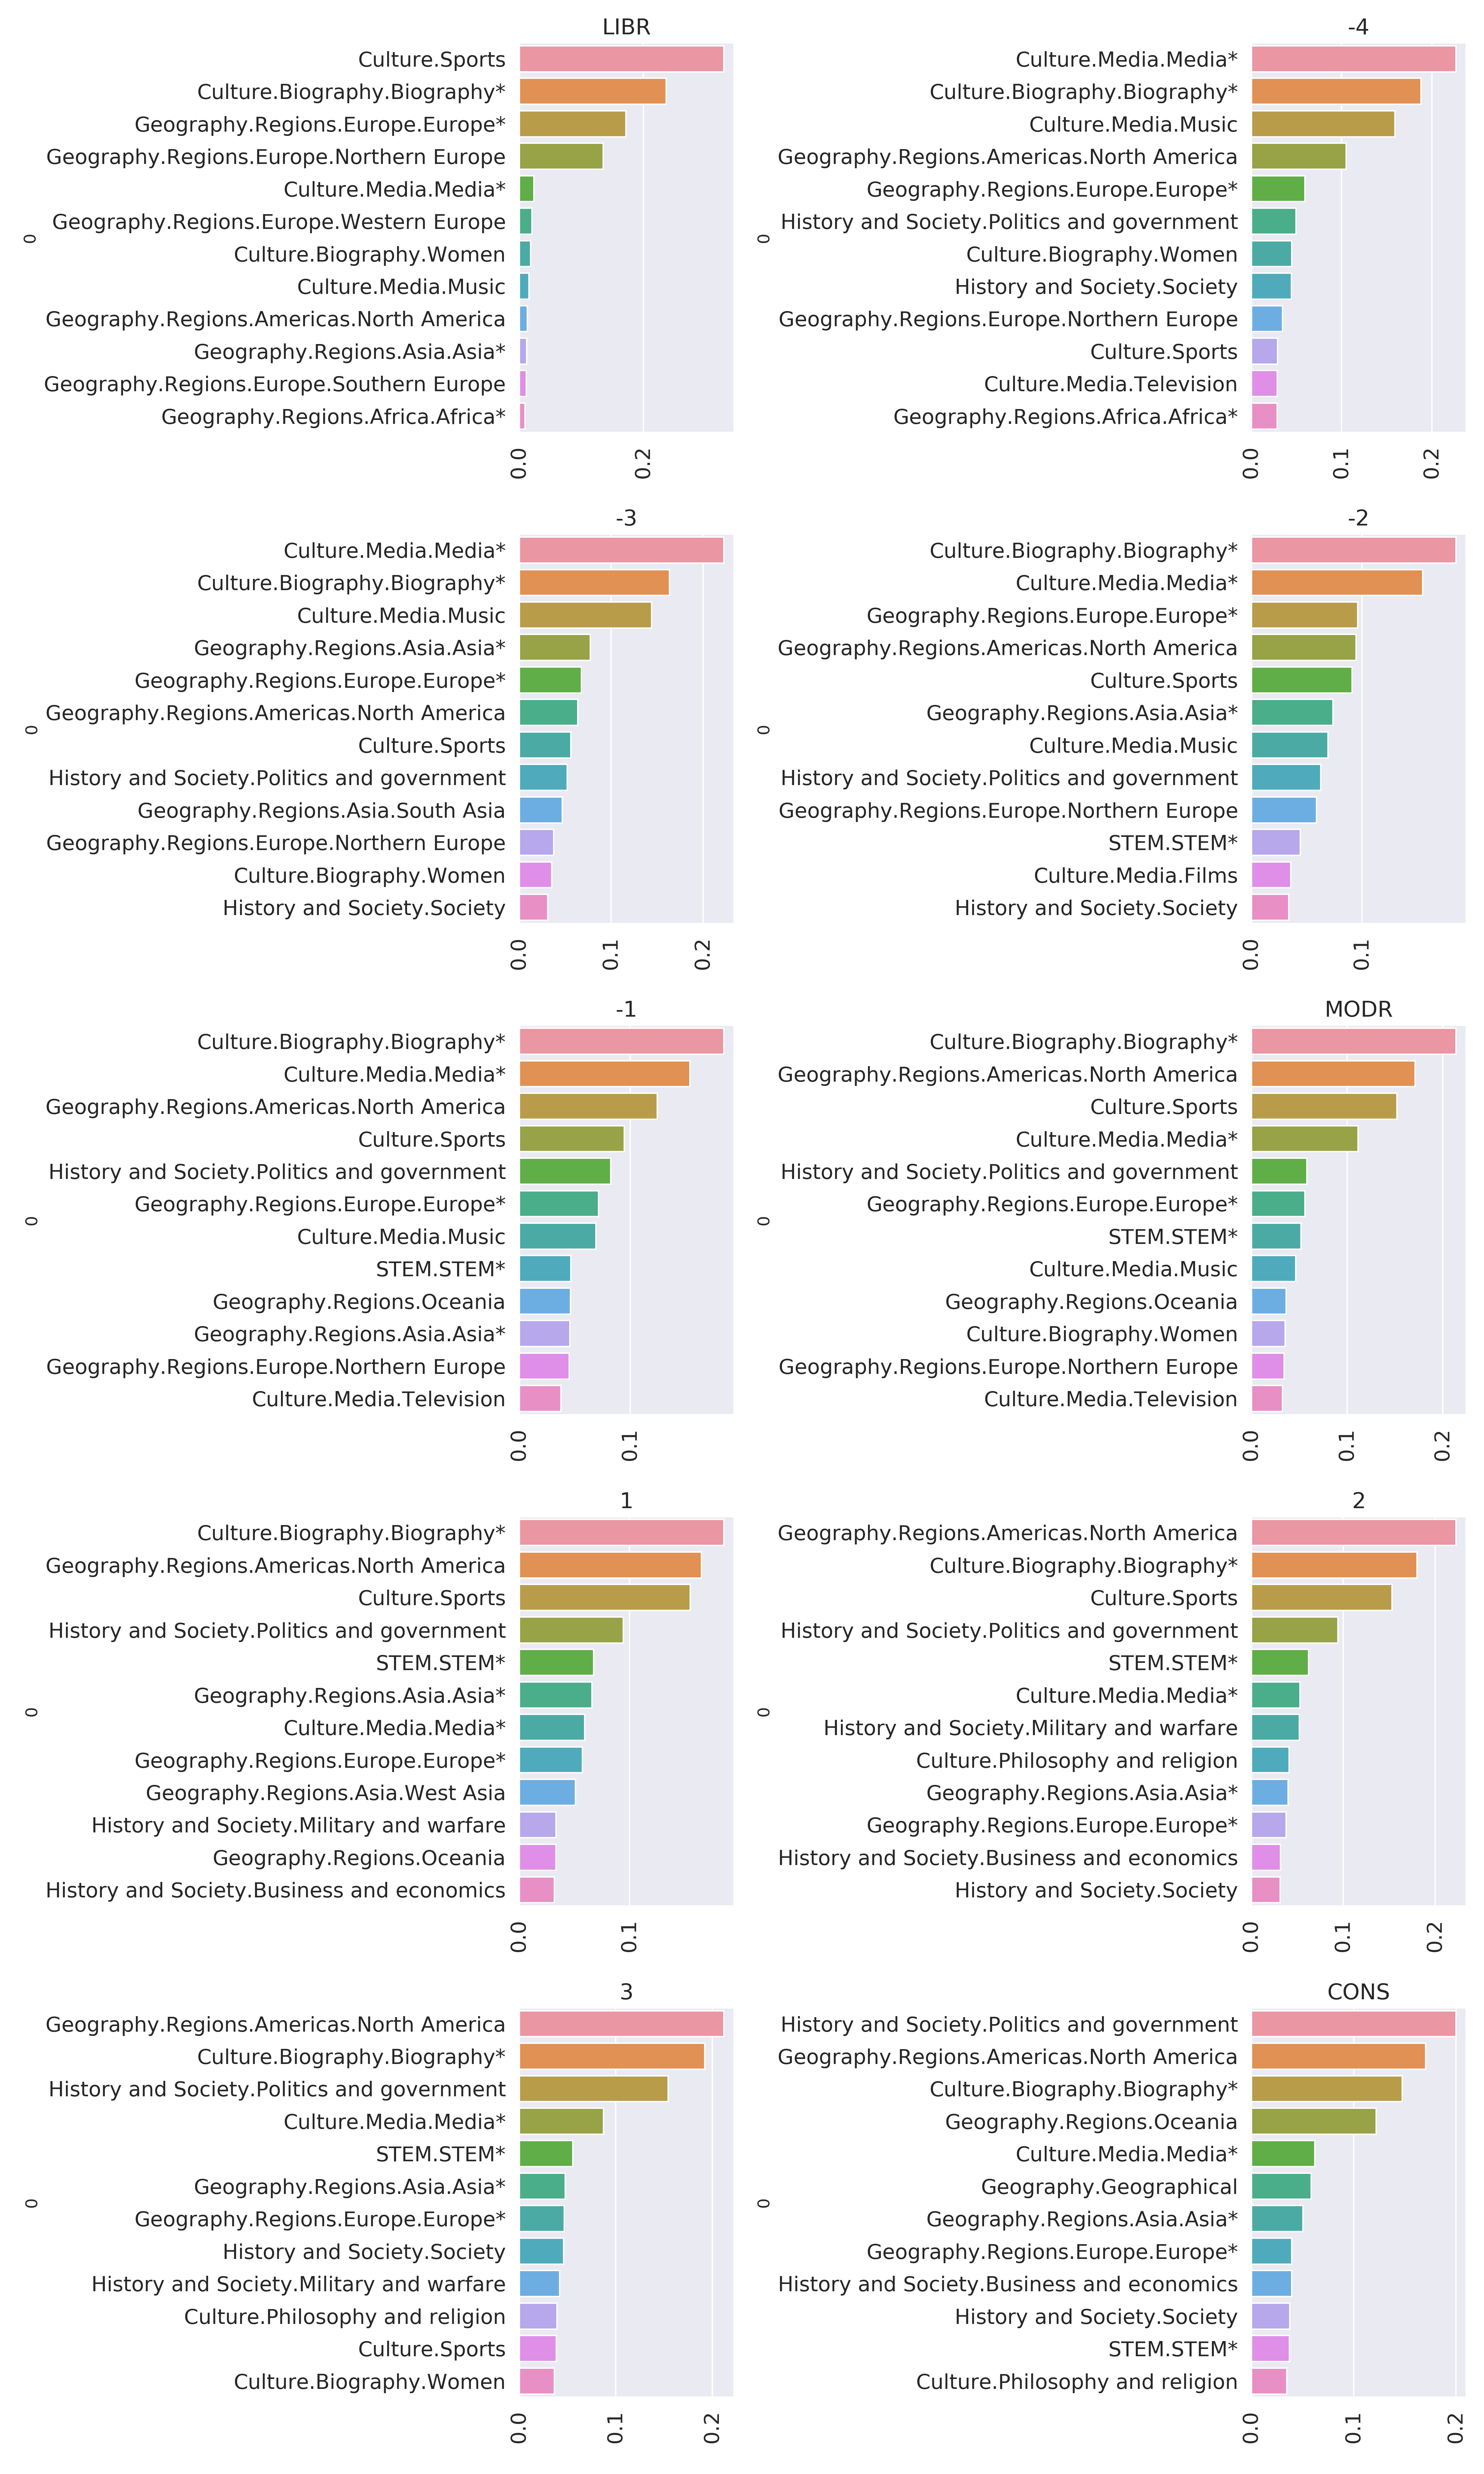 LIBR
Culture.Sports
Culture.Biography.Biography*
Geography.Regions.Europe.Europe*
Geography.Regions.Europe.Northern Europe
Culture.Media.Media*
Geography.Regions.Europe.Western Europe
0
Culture.Biography.Women
Culture.Media.Music
Geography.Regions.Americas.North America
Geography.Regions.Asia.Asia*
Geography.Regions.Europe.Southern Europe
Geography.Regions.Africa.Africa*
0.0
0.2
-4
Culture.Media.Media*
Culture.Biography.Biography*
Culture.Media.Music
Geography.Regions.Americas.North America
Geography.Regions.Europe.Europe*
History and Society.Politics and government
0
Culture.Biography.Women
History and Society.Society
Geography.Regions.Europe.Northern Europe
Culture.Sports
Culture.Media.Television
Geography.Regions.Africa.Africa*
0.0
0.1
0.2
-3
Culture.Media.Media*
Culture.Biography.Biography*
Culture.Media.Music
Geography.Regions.Asia.Asia*
Geography.Regions.Europe.Europe*
Geography.Regions.Americas.North America
0
Culture.Sports
History and Society.Politics and government
Geography.Regions.Asia.South Asia
Geography.Regions.Europe.Northern Europe
Culture.Biography.Women
History and Society.Society
0.0
0.1
0.2
-2
Culture.Biography.Biography*
Culture.Media.Media*
Geography.Regions.Europe.Europe*
Geography.Regions.Americas.North America
Culture.Sports
Geography.Regions.Asia.Asia*
0
Culture.Media.Music
History and Society.Politics and government
Geography.Regions.Europe.Northern Europe
STEM.STEM*
Culture.Media.Films
History and Society.Society
0.0
0.1
-1
Culture.Biography.Biography*
Culture.Media.Media*
Geography.Regions.Americas.North America
Culture.Sports
History and Society.Politics and government
Geography.Regions.Europe.Europe*
0
Culture.Media.Music
STEM.STEM*
Geography.Regions.Oceania
Geography.Regions.Asia.Asia*
Geography.Regions.Europe.Northern Europe
Culture.Media.Television
0.0
0.1
MODR
Culture.Biography.Biography*
Geography.Regions.Americas.North America
Culture.Sports
Culture.Media.Media*
History and Society.Politics and government
Geography.Regions.Europe.Europe*
0
STEM.STEM*
Culture.Media.Music
Geography.Regions.Oceania
Culture.Biography.Women
Geography.Regions.Europe.Northern Europe
Culture.Media.Television
0.0
0.1
0.2
1
Culture.Biography.Biography*
Geography.Regions.Americas.North America
Culture.Sports
History and Society.Politics and government
STEM.STEM*
Geography.Regions.Asia.Asia*
0
Culture.Media.Media*
Geography.Regions.Europe.Europe*
Geography.Regions.Asia.West Asia
History and Society.Military and warfare
Geography.Regions.Oceania
History and Society.Business and economics
0.0
0.1
2
Geography.Regions.Americas.North America
Culture.Biography.Biography*
Culture.Sports
History and Society.Politics and government
STEM.STEM*
Culture.Media.Media*
0
History and Society.Military and warfare
Culture.Philosophy and religion
Geography.Regions.Asia.Asia*
Geography.Regions.Europe.Europe*
History and Society.Business and economics
History and Society.Society
0.0
0.1
0.2
3
Geography.Regions.Americas.North America
Culture.Biography.Biography*
History and Society.Politics and government
Culture.Media.Media*
STEM.STEM*
Geography.Regions.Asia.Asia*
0
Geography.Regions.Europe.Europe*
History and Society.Society
History and Society.Military and warfare
Culture.Philosophy and religion
Culture.Sports
Culture.Biography.Women
0.0
0.1
0.2
CONS
History and Society.Politics and government
Geography.Regions.Americas.North America
Culture.Biography.Biography*
Geography.Regions.Oceania
Culture.Media.Media*
Geography.Geographical
0
Geography.Regions.Asia.Asia*
Geography.Regions.Europe.Europe*
History and Society.Business and economics
History and Society.Society
STEM.STEM*
Culture.Philosophy and religion
0.0
0.1
0.2